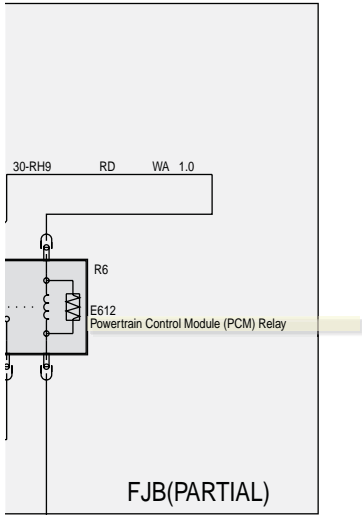 30-RH9 RD WA 1.0
R6
E612
Powertrain Control Module (PCM) Relay
FJB(PARTIAL)